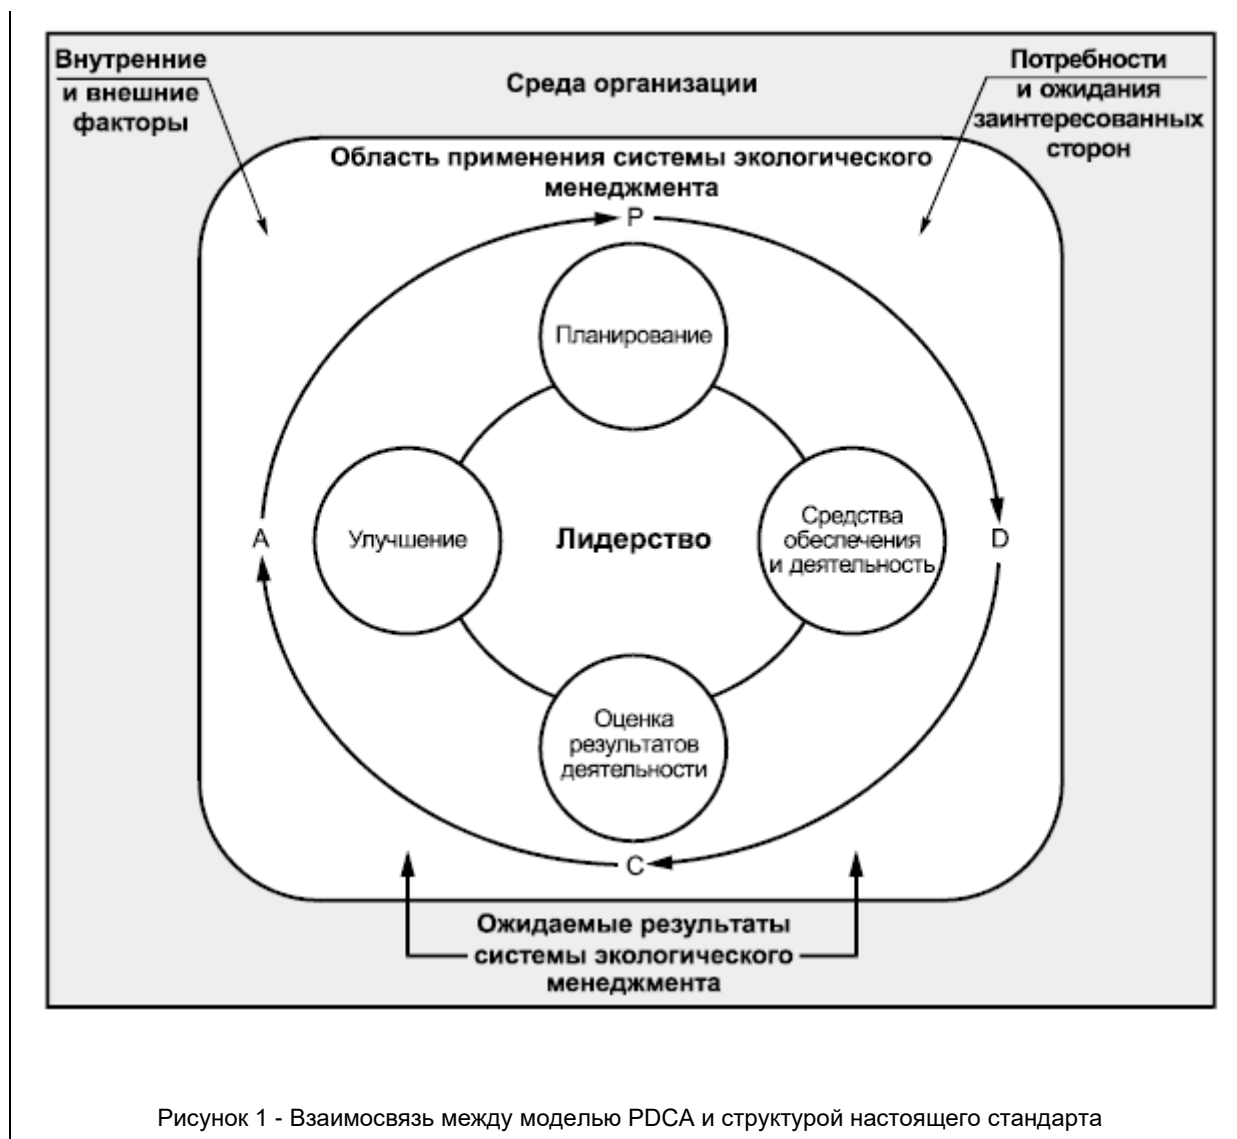 Внутренние
и внешние
факторы
Среда организации
Потребности
и ожидания
заинтересованных
сторон
Область применения системы экологического
менеджмента
P
Планирование
Улучшение
Лидерство
Средства
обеспечения
и деятельность
A
D
Оценка
результатов
деятельности
C
Ожидаемые результаты
системы экологического
менеджмента
Рисунок 1 - Взаимосвязь между моделью PDCA и структурой настоящего стандарта